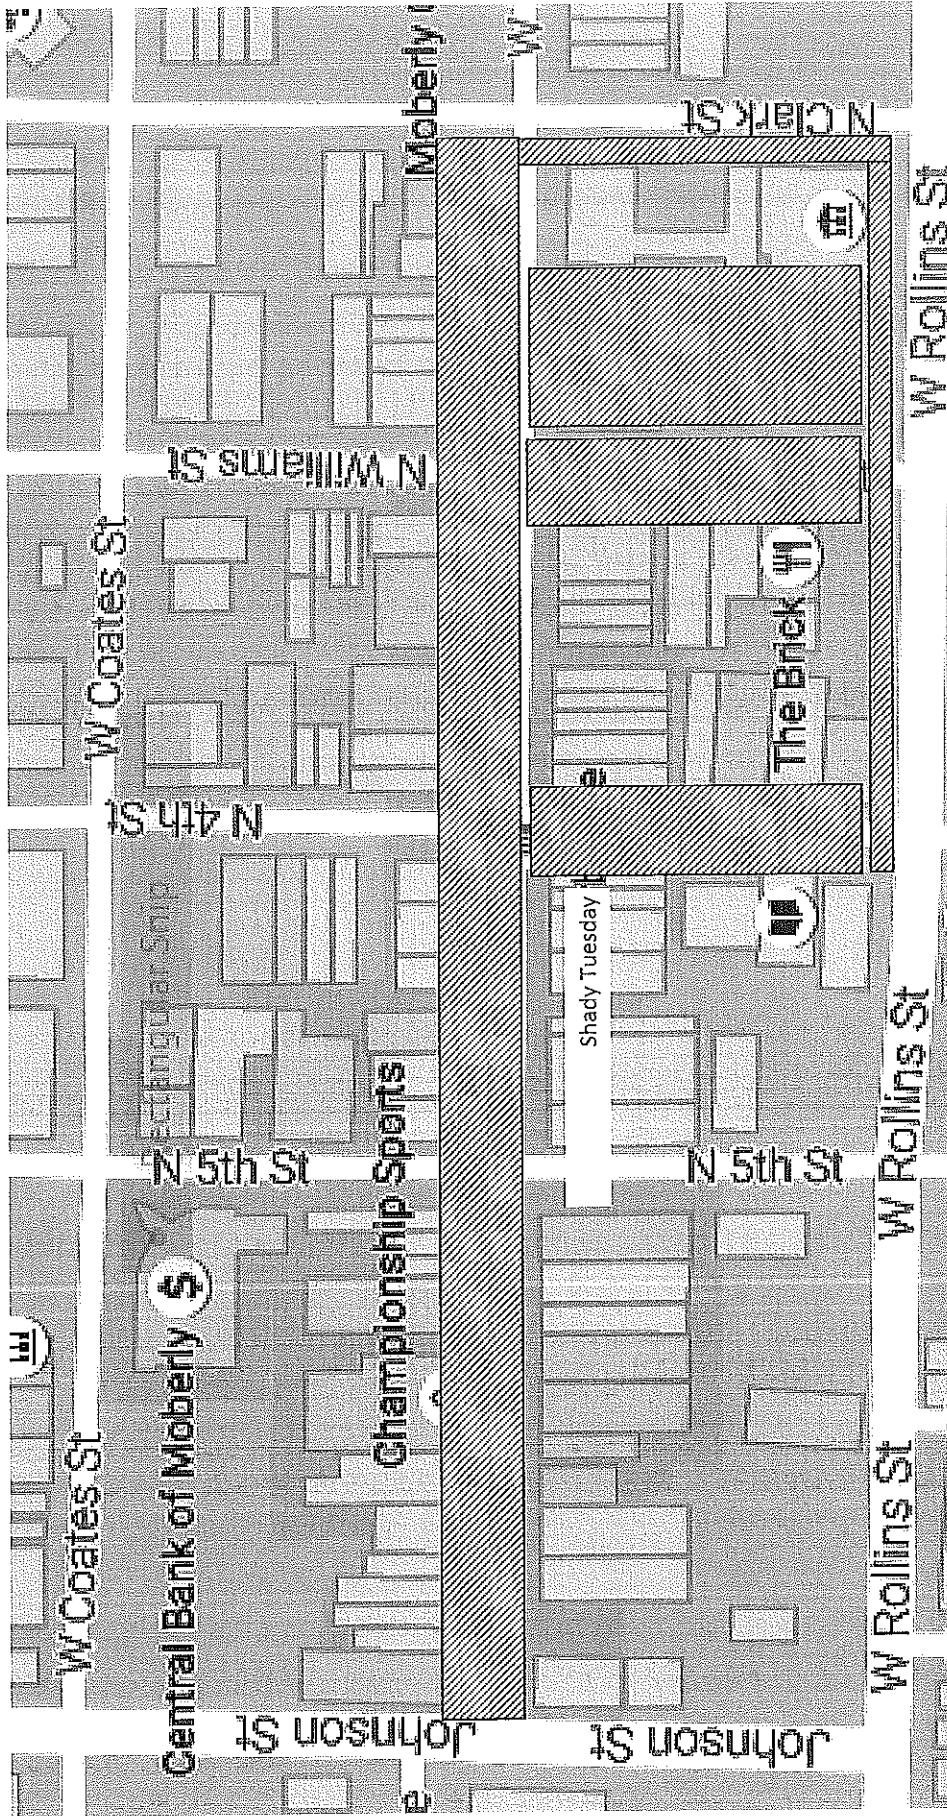 W Coates St
W Coates St
Central Bank of Moberly
Johnson St
N 5th St
N 4th St
N Williams St
Championship Sports
Moberly
W
N Clark St
Shady Tuesday
N 5th St
The Brick
Johnson St
W Rollins St
W Rollins St
W Rollins St